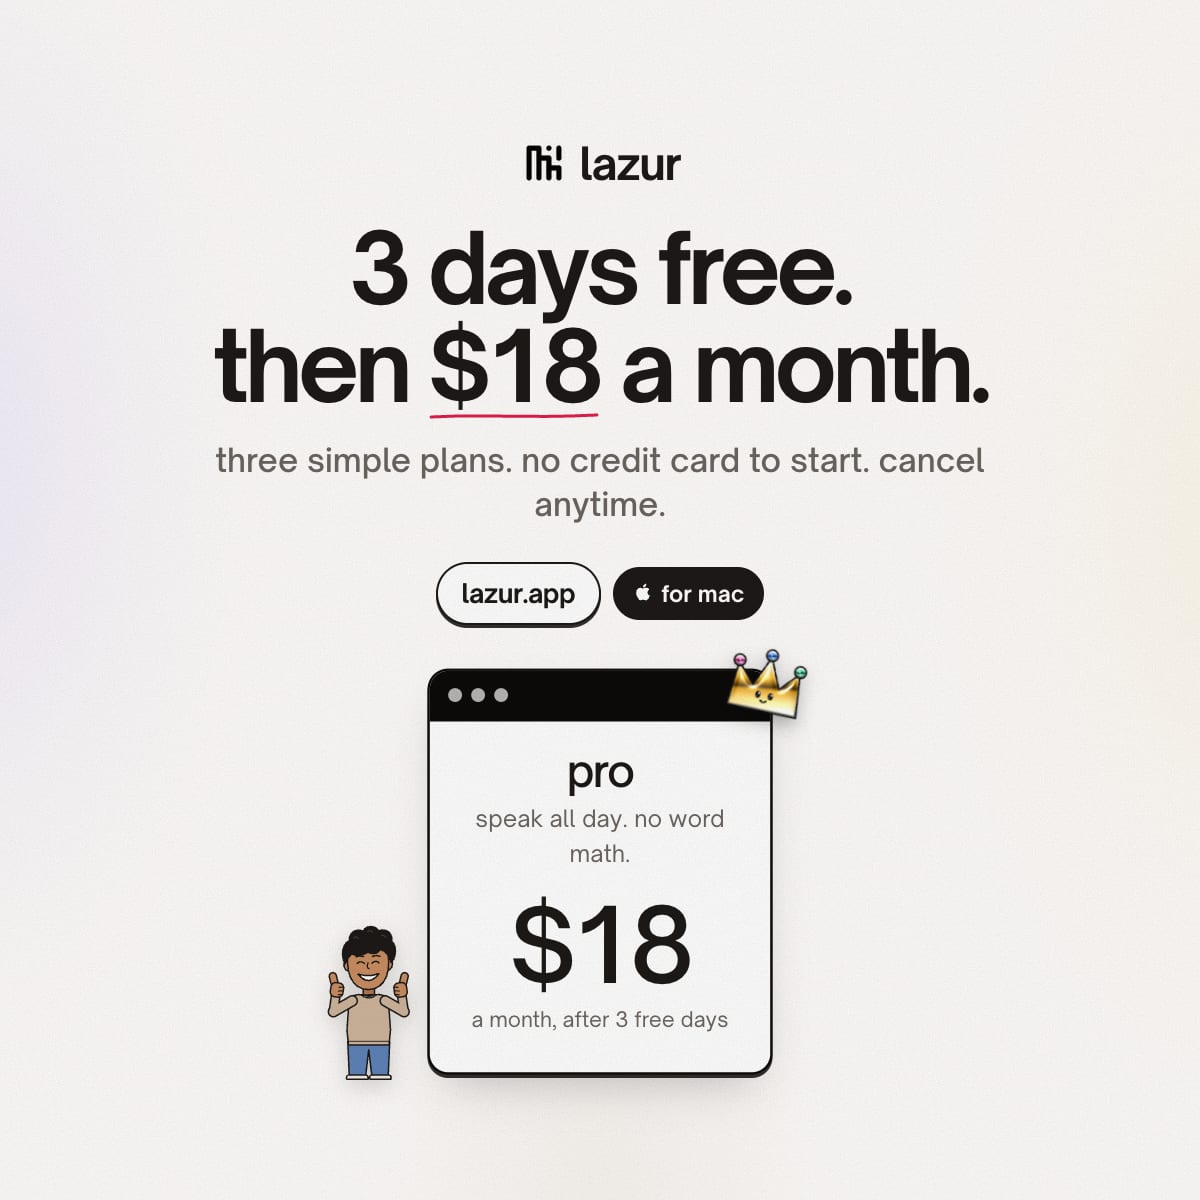 lazur
3 days free.
then $18 a month.
three simple plans. no credit card to start. cancel
anytime.
lazur.app
for mac
pro
speak all day. no word
math.
$18
a month, after 3 free days